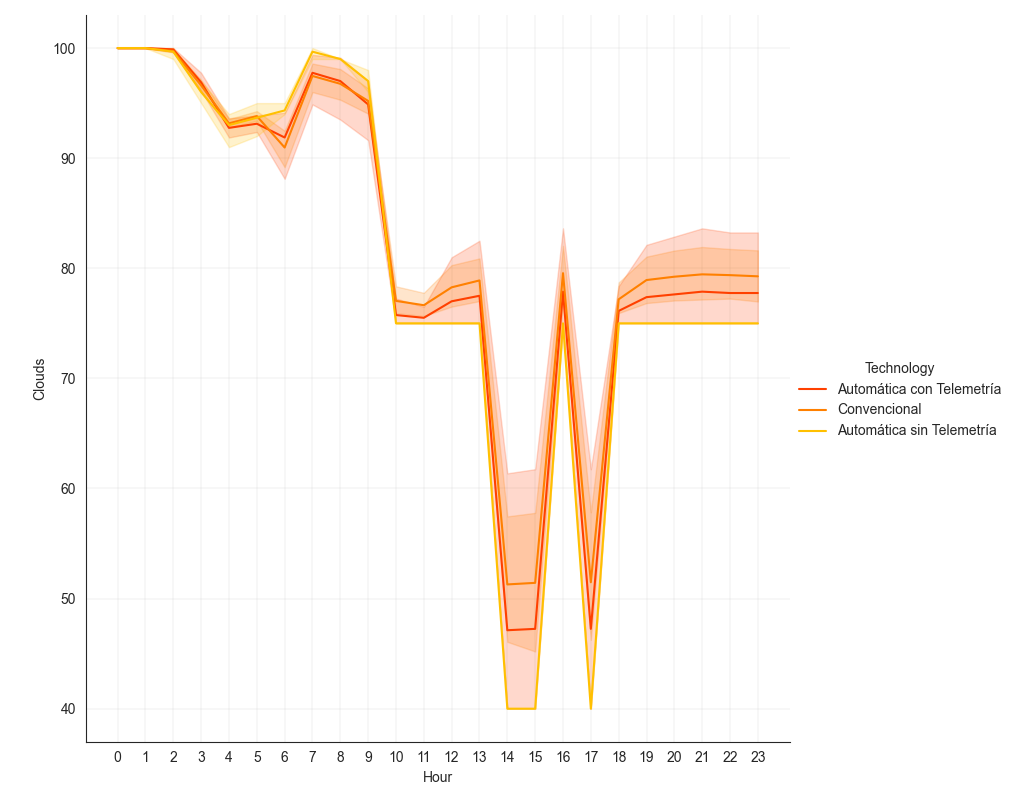 100
90
80
70
60
50
40
Clouds
0 1 2 3 4 5 6 7 8 9 10 11 12 13 14 15 16 17 18 19 20 21 22 23
Hour
Technology
Automática con Telemetría
Convencional
Automática sin Telemetría